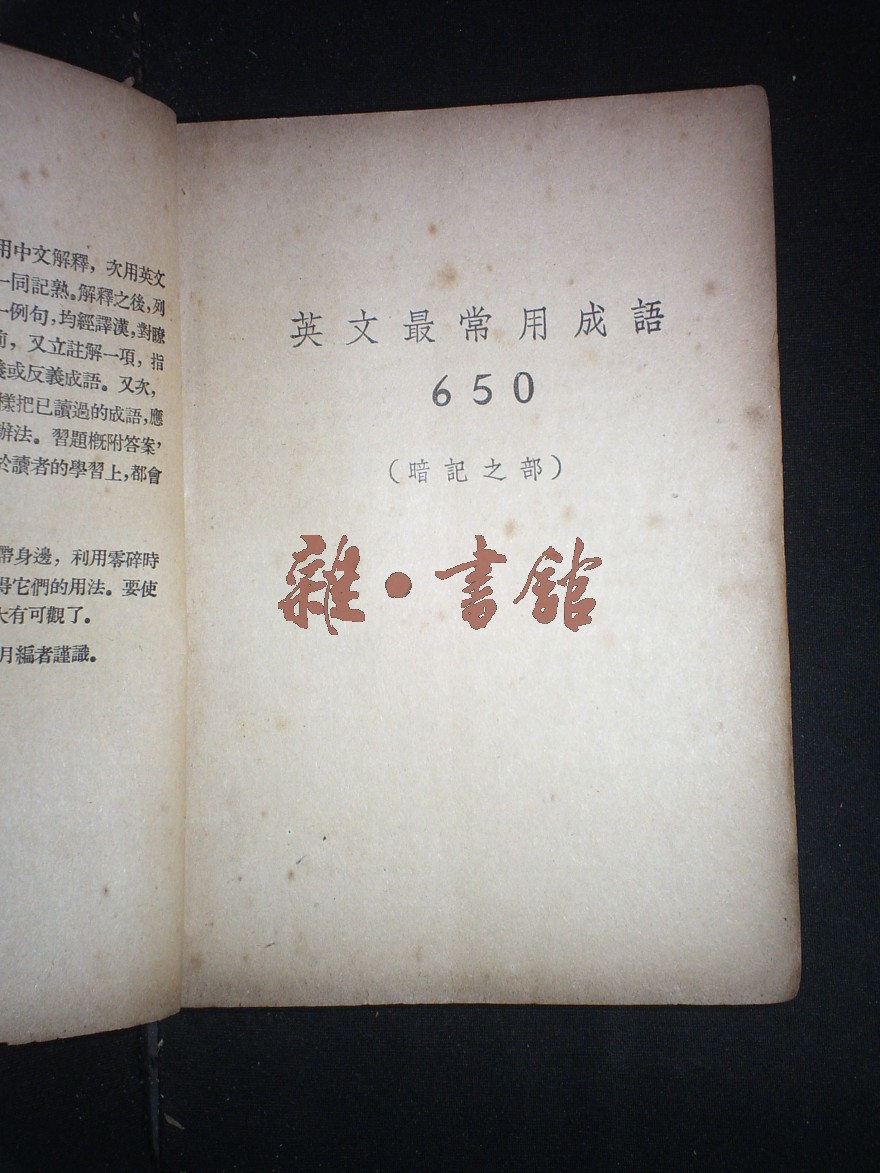 用中文解釋，次用英文
一同記熟。解釋之後，列
一例句，均經譯漢，對瞭
前，又立註解一項，指
義或反義成語。又次，
樣把已讀過的成語，應
辦法。習題概附答案，
於讀者的學習上，都會
帶身邊，利用零碎時
得它們的用法。要使
大有可觀了。
月編者謹識。
英文最常用成語
650
（暗記之部）
雜·書館